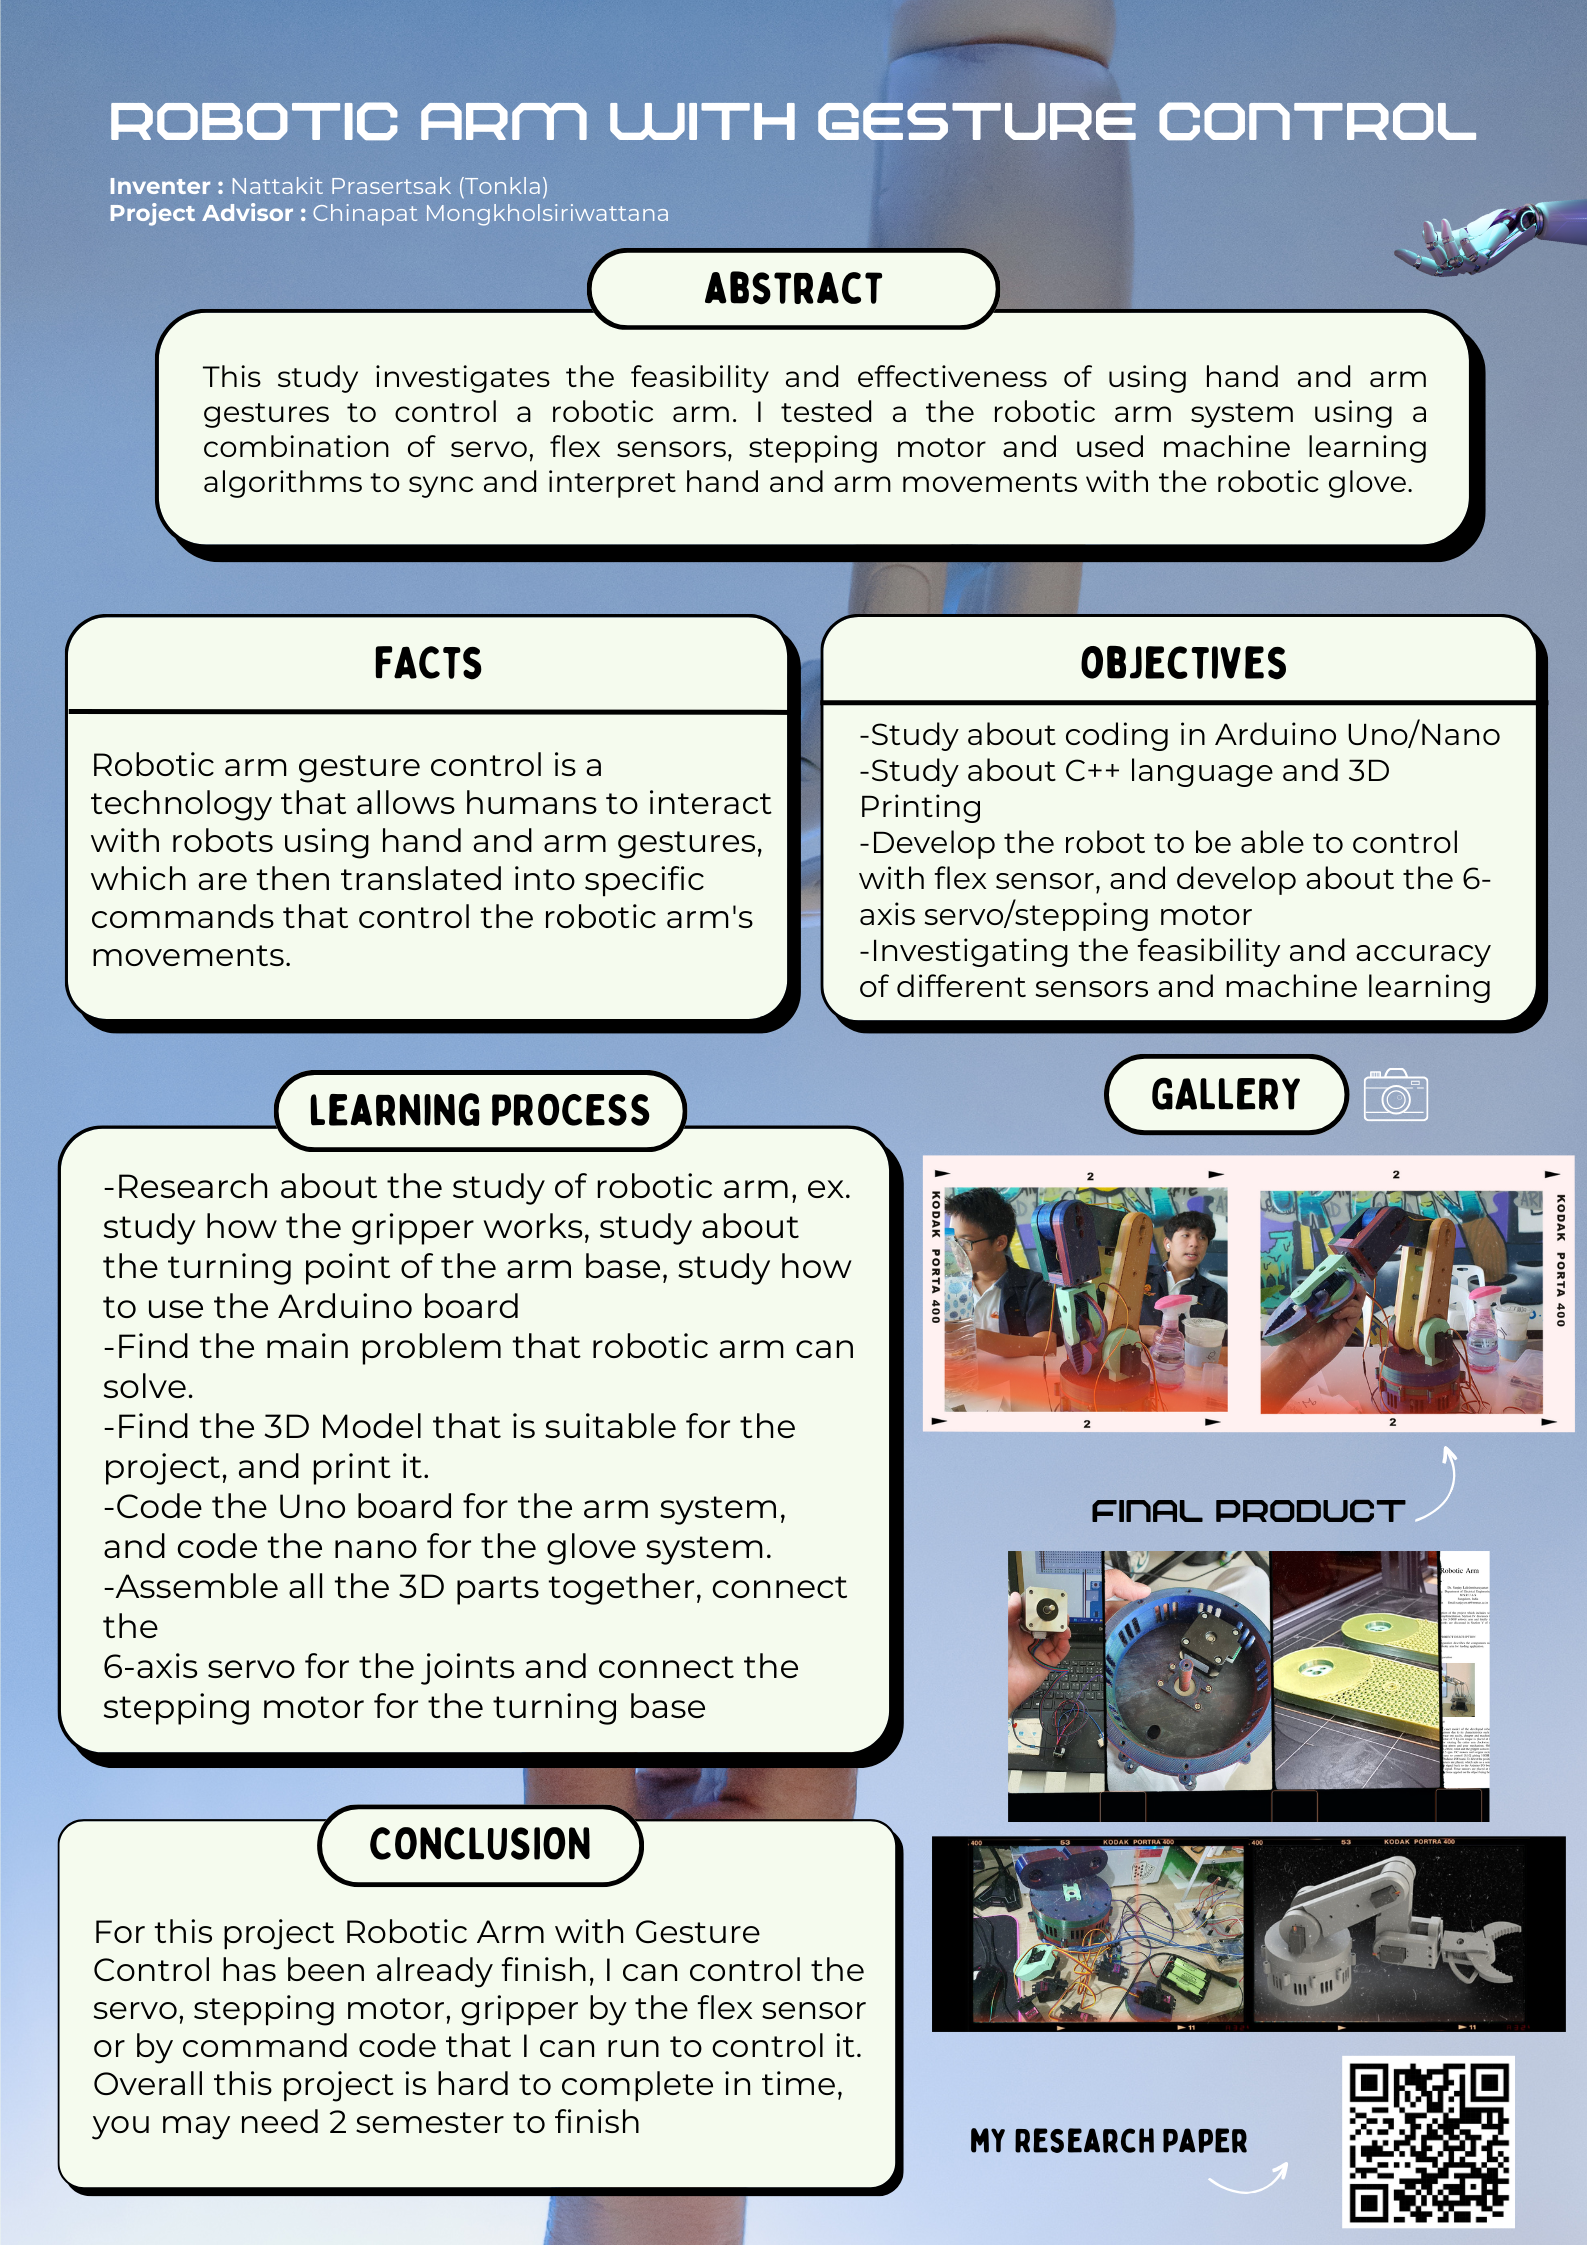 ROBOTIC ARM WITH GESTURE CONTROL
Inventer : Nattakit Prasertsak (Tonkla)
Project Advisor : Chinapat Mongkholsiriwattana
ABSTRACT
This study investigates the feasibility and effectiveness of using hand and arm
gestures to control a robotic arm. I tested a the robotic arm system using a
combination of servo, flex sensors, stepping motor and used machine learning
algorithms to sync and interpret hand and arm movements with the robotic glove.
FACTS
Robotic arm gesture control is a
technology that allows humans to interact
with robots using hand and arm gestures,
which are then translated into specific
commands that control the robotic arm's
movements.
OBJECTIVES
-Study about coding in Arduino Uno/Nano
-Study about C++ language and 3D
Printing
-Develop the robot to be able to control
with flex sensor, and develop about the 6-
axis servo/stepping motor
-Investigating the feasibility and accuracy
of different sensors and machine learning
LEARNING PROCESS
-Research about the study of robotic arm, ex.
study how the gripper works, study about
the turning point of the arm base, study how
to use the Arduino board
-Find the main problem that robotic arm can
solve.
-Find the 3D Model that is suitable for the
project, and print it.
-Code the Uno board for the arm system,
and code the nano for the glove system.
-Assemble all the 3D parts together, connect
the
6-axis servo for the joints and connect the
stepping motor for the turning base
GALLERY
2
2
KODAK PORTA 400
KODAK PORTA 400
2
2
FINAL PRODUCT
Robotic Arm
400
53
KODAK PORTRA 400
400
53
KODAK PORTRA 400
11
11
CONCLUSION
For this project Robotic Arm with Gesture
Control has been already finish, I can control the
servo, stepping motor, gripper by the flex sensor
or by command code that I can run to control it.
Overall this project is hard to complete in time,
you may need 2 semester to finish
MY RESEARCH PAPER